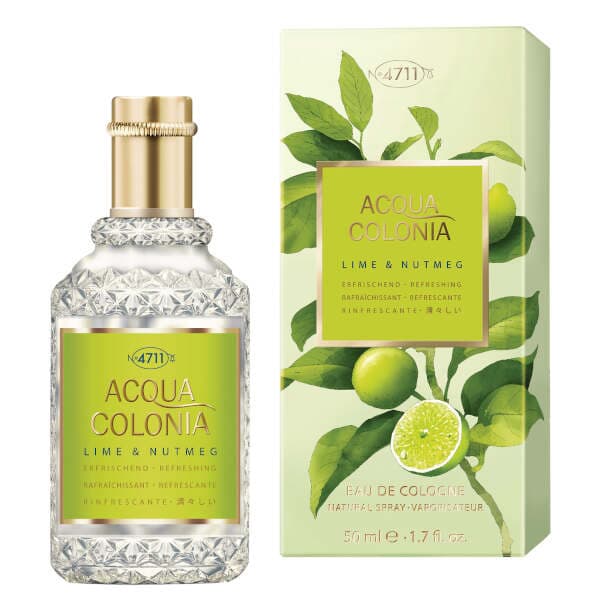 Nº4711
ACQUA
COLONIA
LIME & NUTMEG
ERFRISCHEND · REFRESHING
RAFRAÎCHISSANT · REFRESCANTE
RINFRESCANTE · 清々しい
Nº4711
ACQUA
COLONIA
LIME & NUTMEG
ERFRISCHEND · REFRESHING
RAFRAÎCHISSANT · REFRESCANTE
RINFRESCANTE · 清々しい
EAU DE COLOGNE
NATURAL SPRAY · VAPORISATEUR
50 ml ℮ · 1.7 fl. oz.